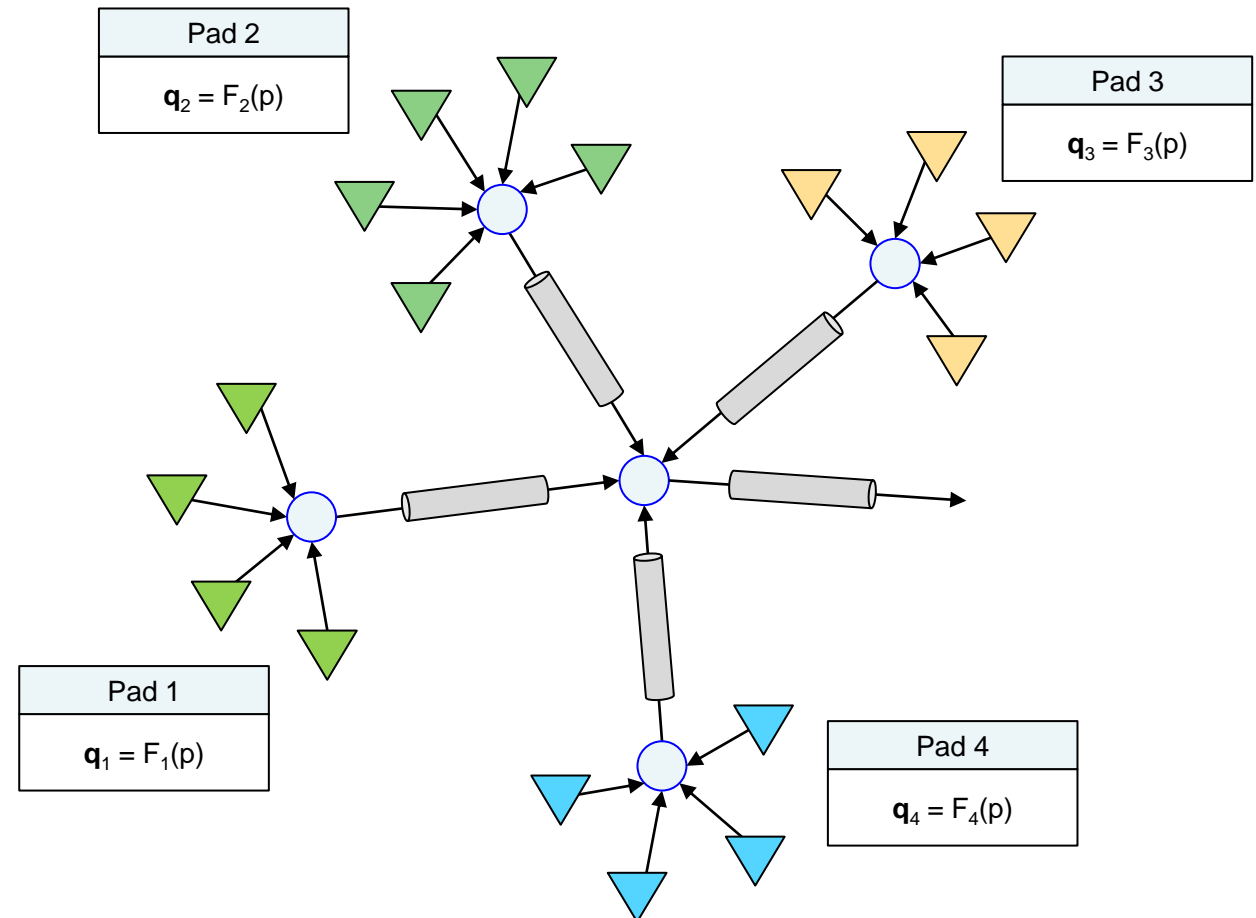 Pad 2
q₂ = F₂(p)
Pad 3
q₃ = F₃(p)
Pad 1
q₁ = F₁(p)
Pad 4
q₄ = F₄(p)